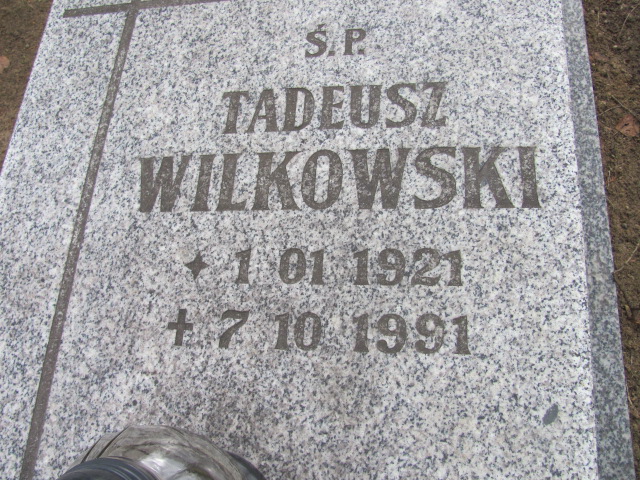 Ś.P.
TADEUSZ
WILKOWSKI
✦ 1 01 1921
+ 7 10 1991